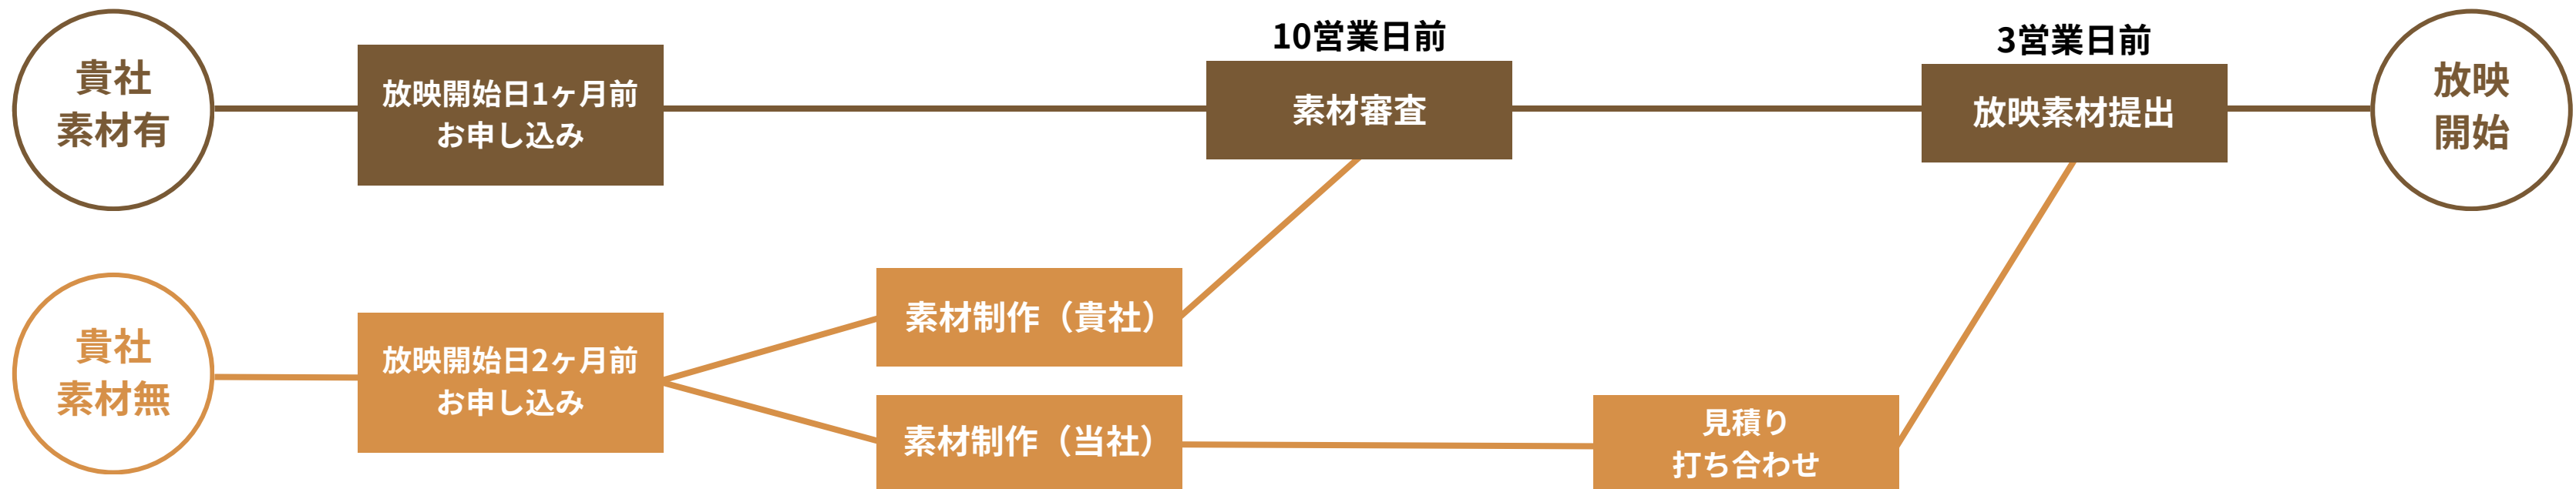 貴社
素材有
放映開始日1ヶ月前
お申し込み
10営業日前
素材審査
3営業日前
放映素材提出
放映
開始
貴社
素材無
放映開始日2ヶ月前
お申し込み
素材制作（貴社）
素材制作（当社）
見積り
打ち合わせ